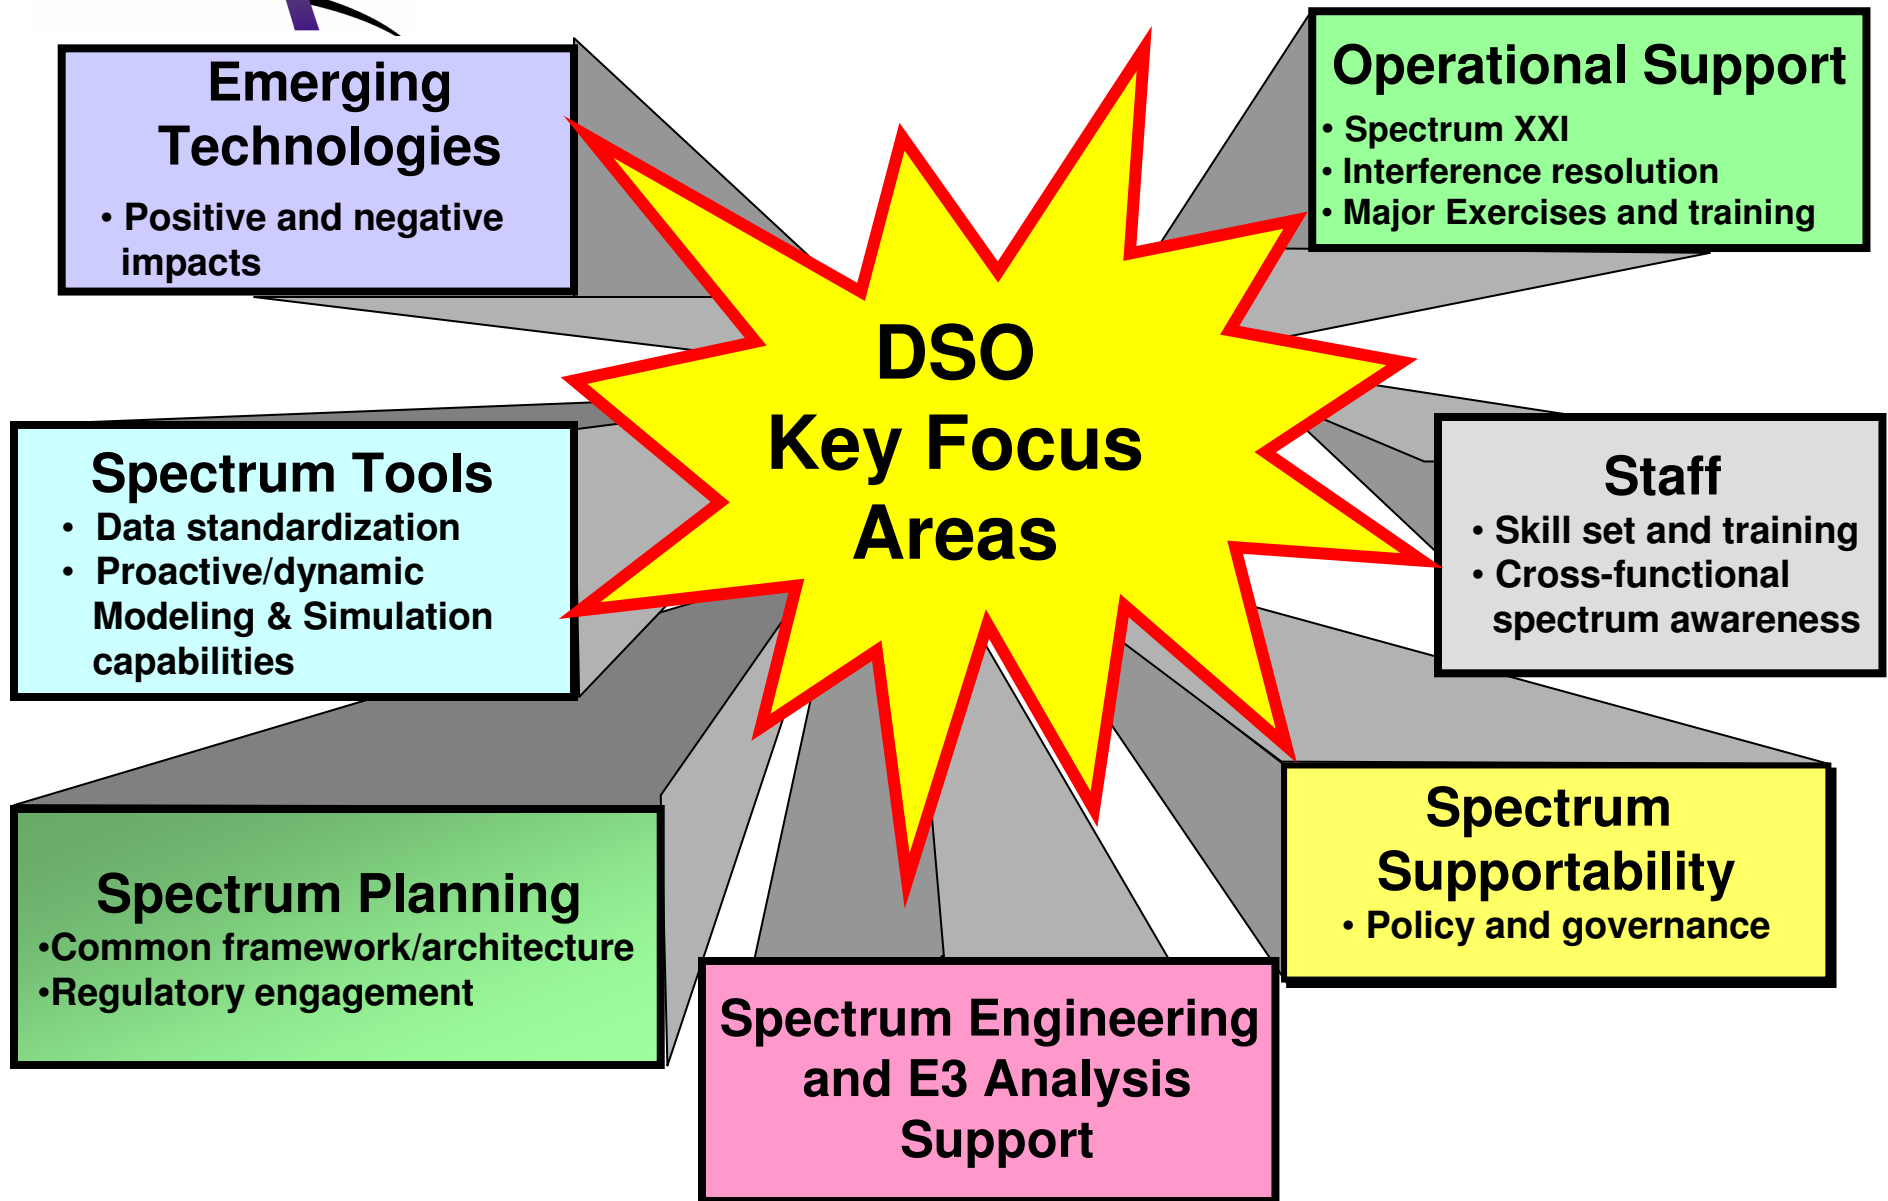 Emerging
Technologies
• Positive and negative
impacts
Operational Support
• Spectrum XXI
• Interference resolution
• Major Exercises and training
DSO
Key Focus
Areas
Spectrum Tools
• Data standardization
• Proactive/dynamic
Modeling & Simulation
capabilities
Staff
• Skill set and training
• Cross-functional
spectrum awareness
Spectrum Planning
•Common framework/architecture
•Regulatory engagement
Spectrum
Supportability
• Policy and governance
Spectrum Engineering
and E3 Analysis
Support